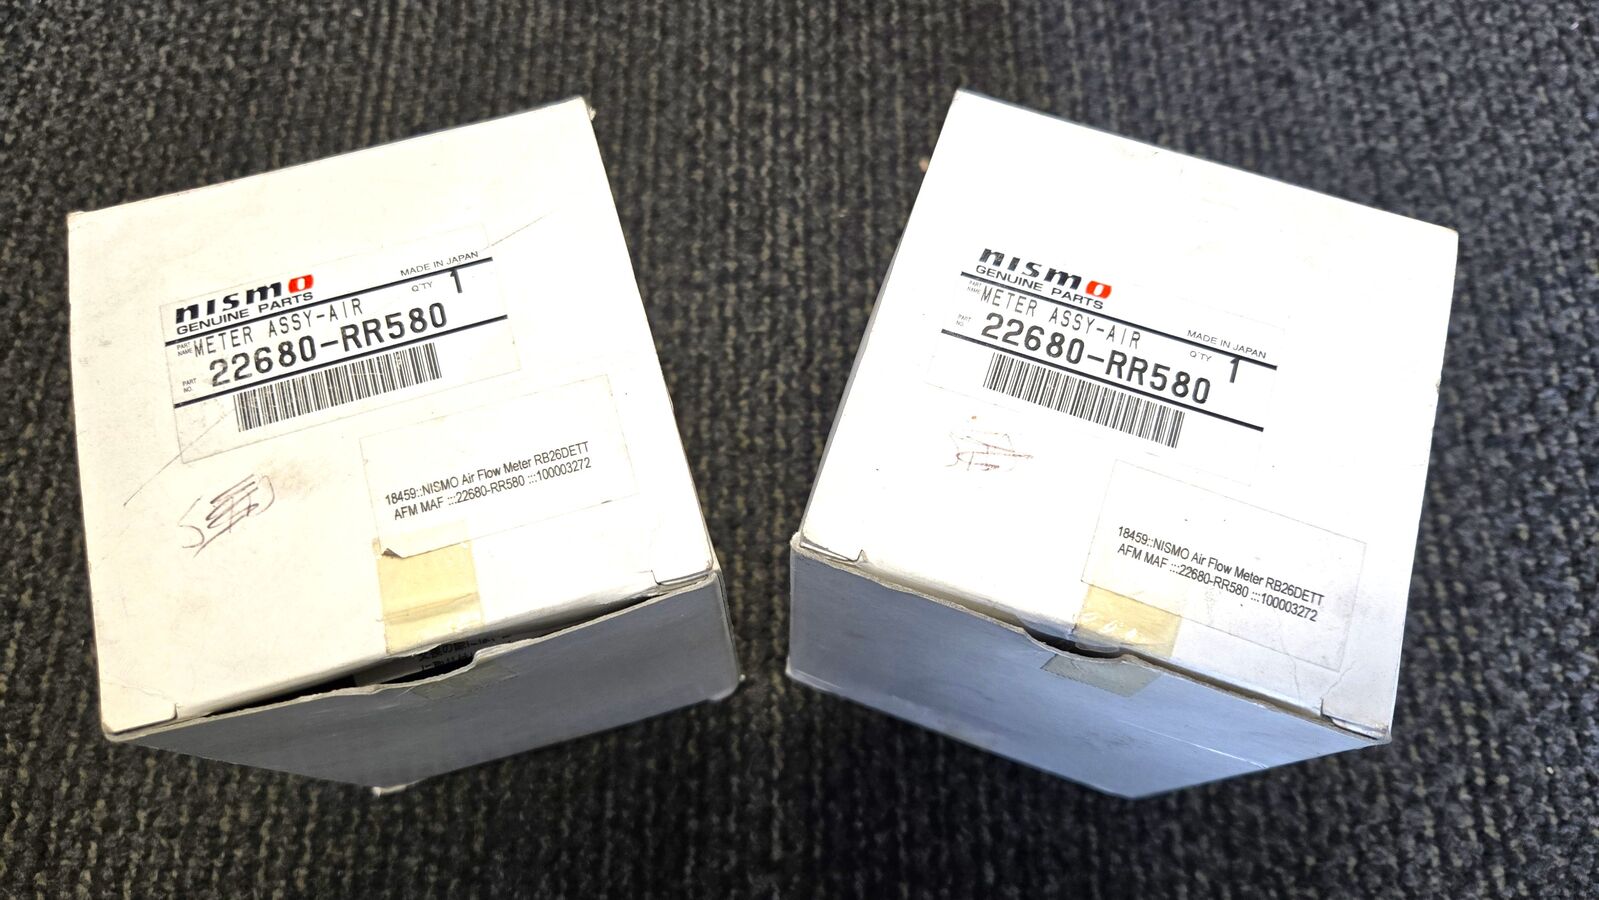 nismo
GENUINE PARTS
MADE IN JAPAN
PART NAME
METER ASSY-AIR
Q'TY 1
PART NO.
22680-RR580
18459::NISMO Air Flow Meter RB26DETT
AFM MAF :::22680-RR580 :::100003272
nismo
GENUINE PARTS
MADE IN JAPAN
PART NAME
METER ASSY-AIR
Q'TY 1
PART NO.
22680-RR580
18459::NISMO Air Flow Meter RB26DETT
AFM MAF :::22680-RR580 :::100003272